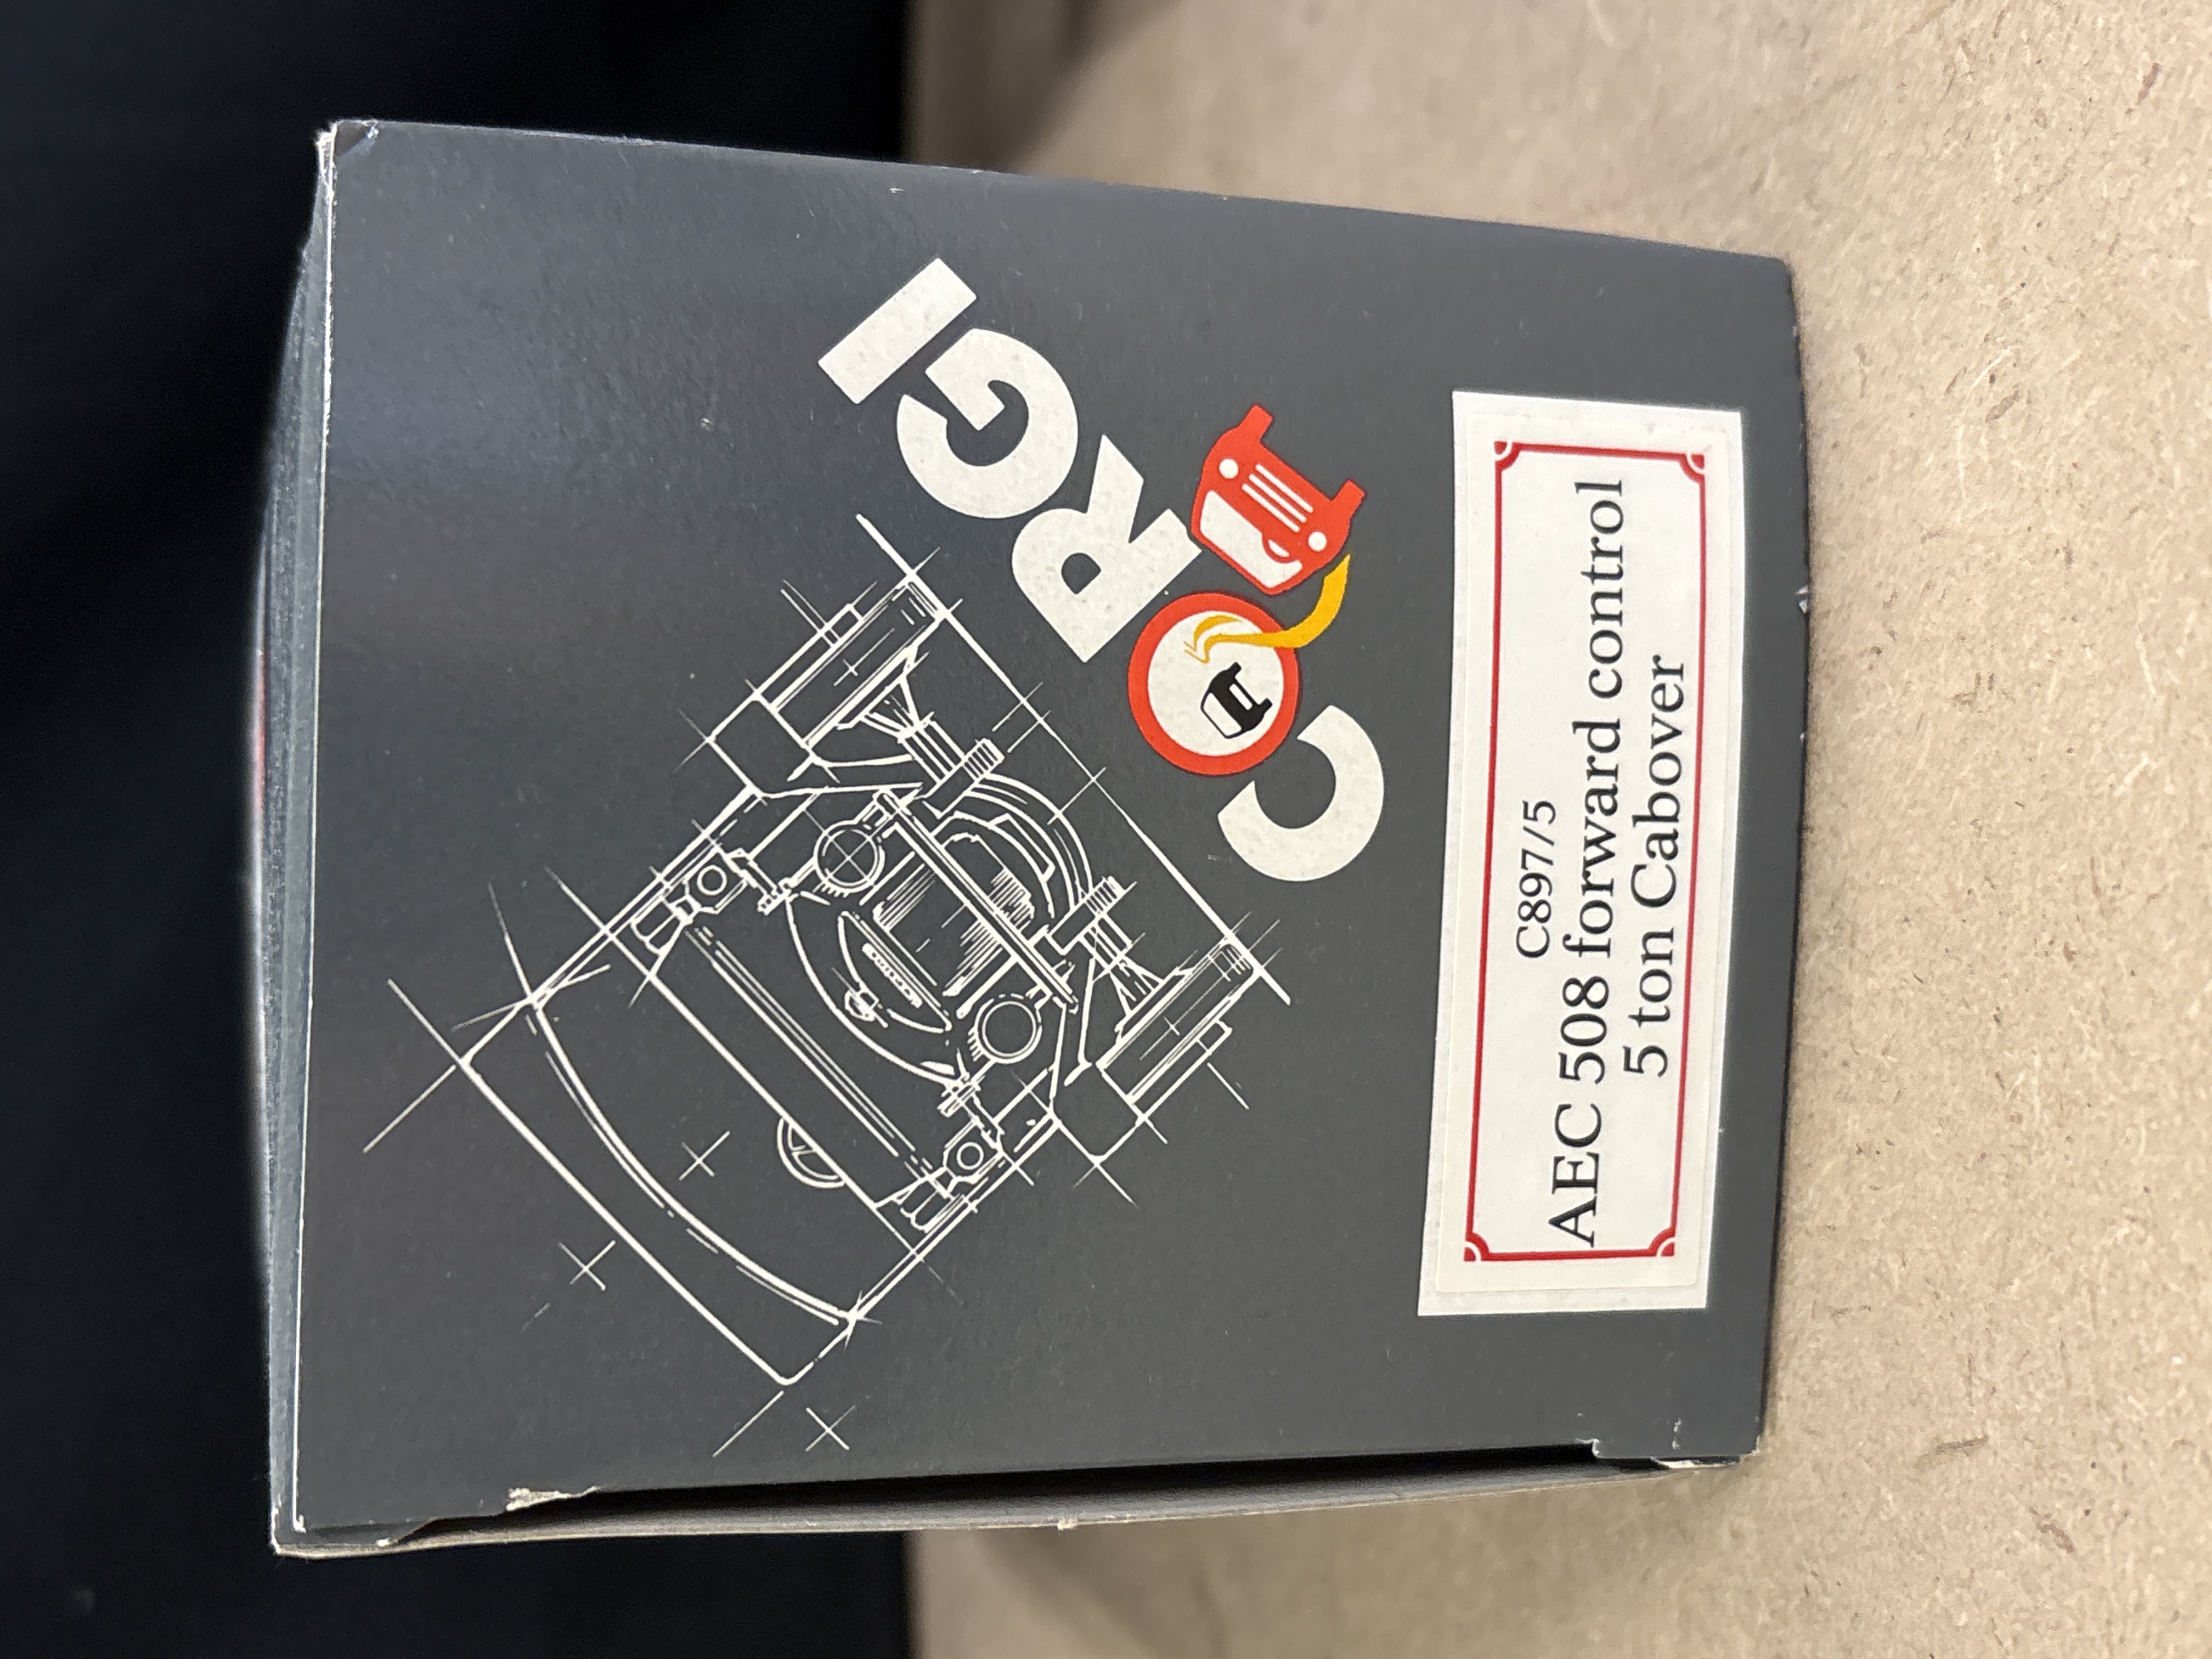 CORGI
C897/5
AEC 508 forward control
5 ton Cabover